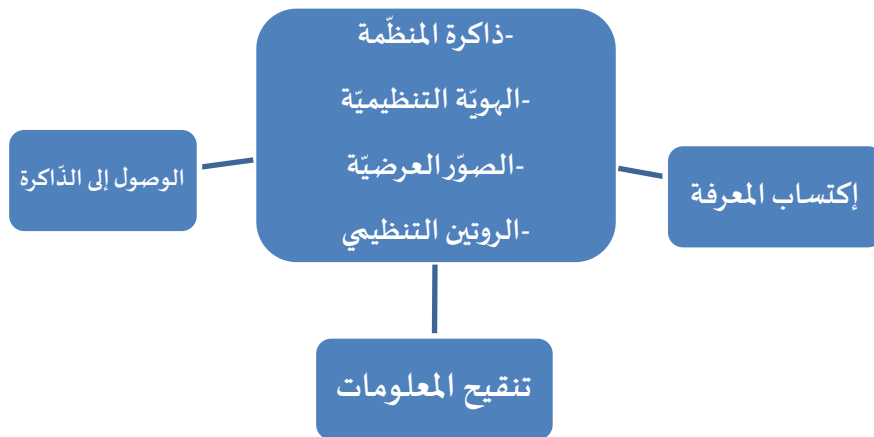 -ذاكرة المنظّمة
-الهويّة التنظيميّة
-الصوّر العرضيّة
-الروتين التنظيمي
إكتساب المعرفة
الوصول إلى الذّاكرة
تنقيح المعلومات